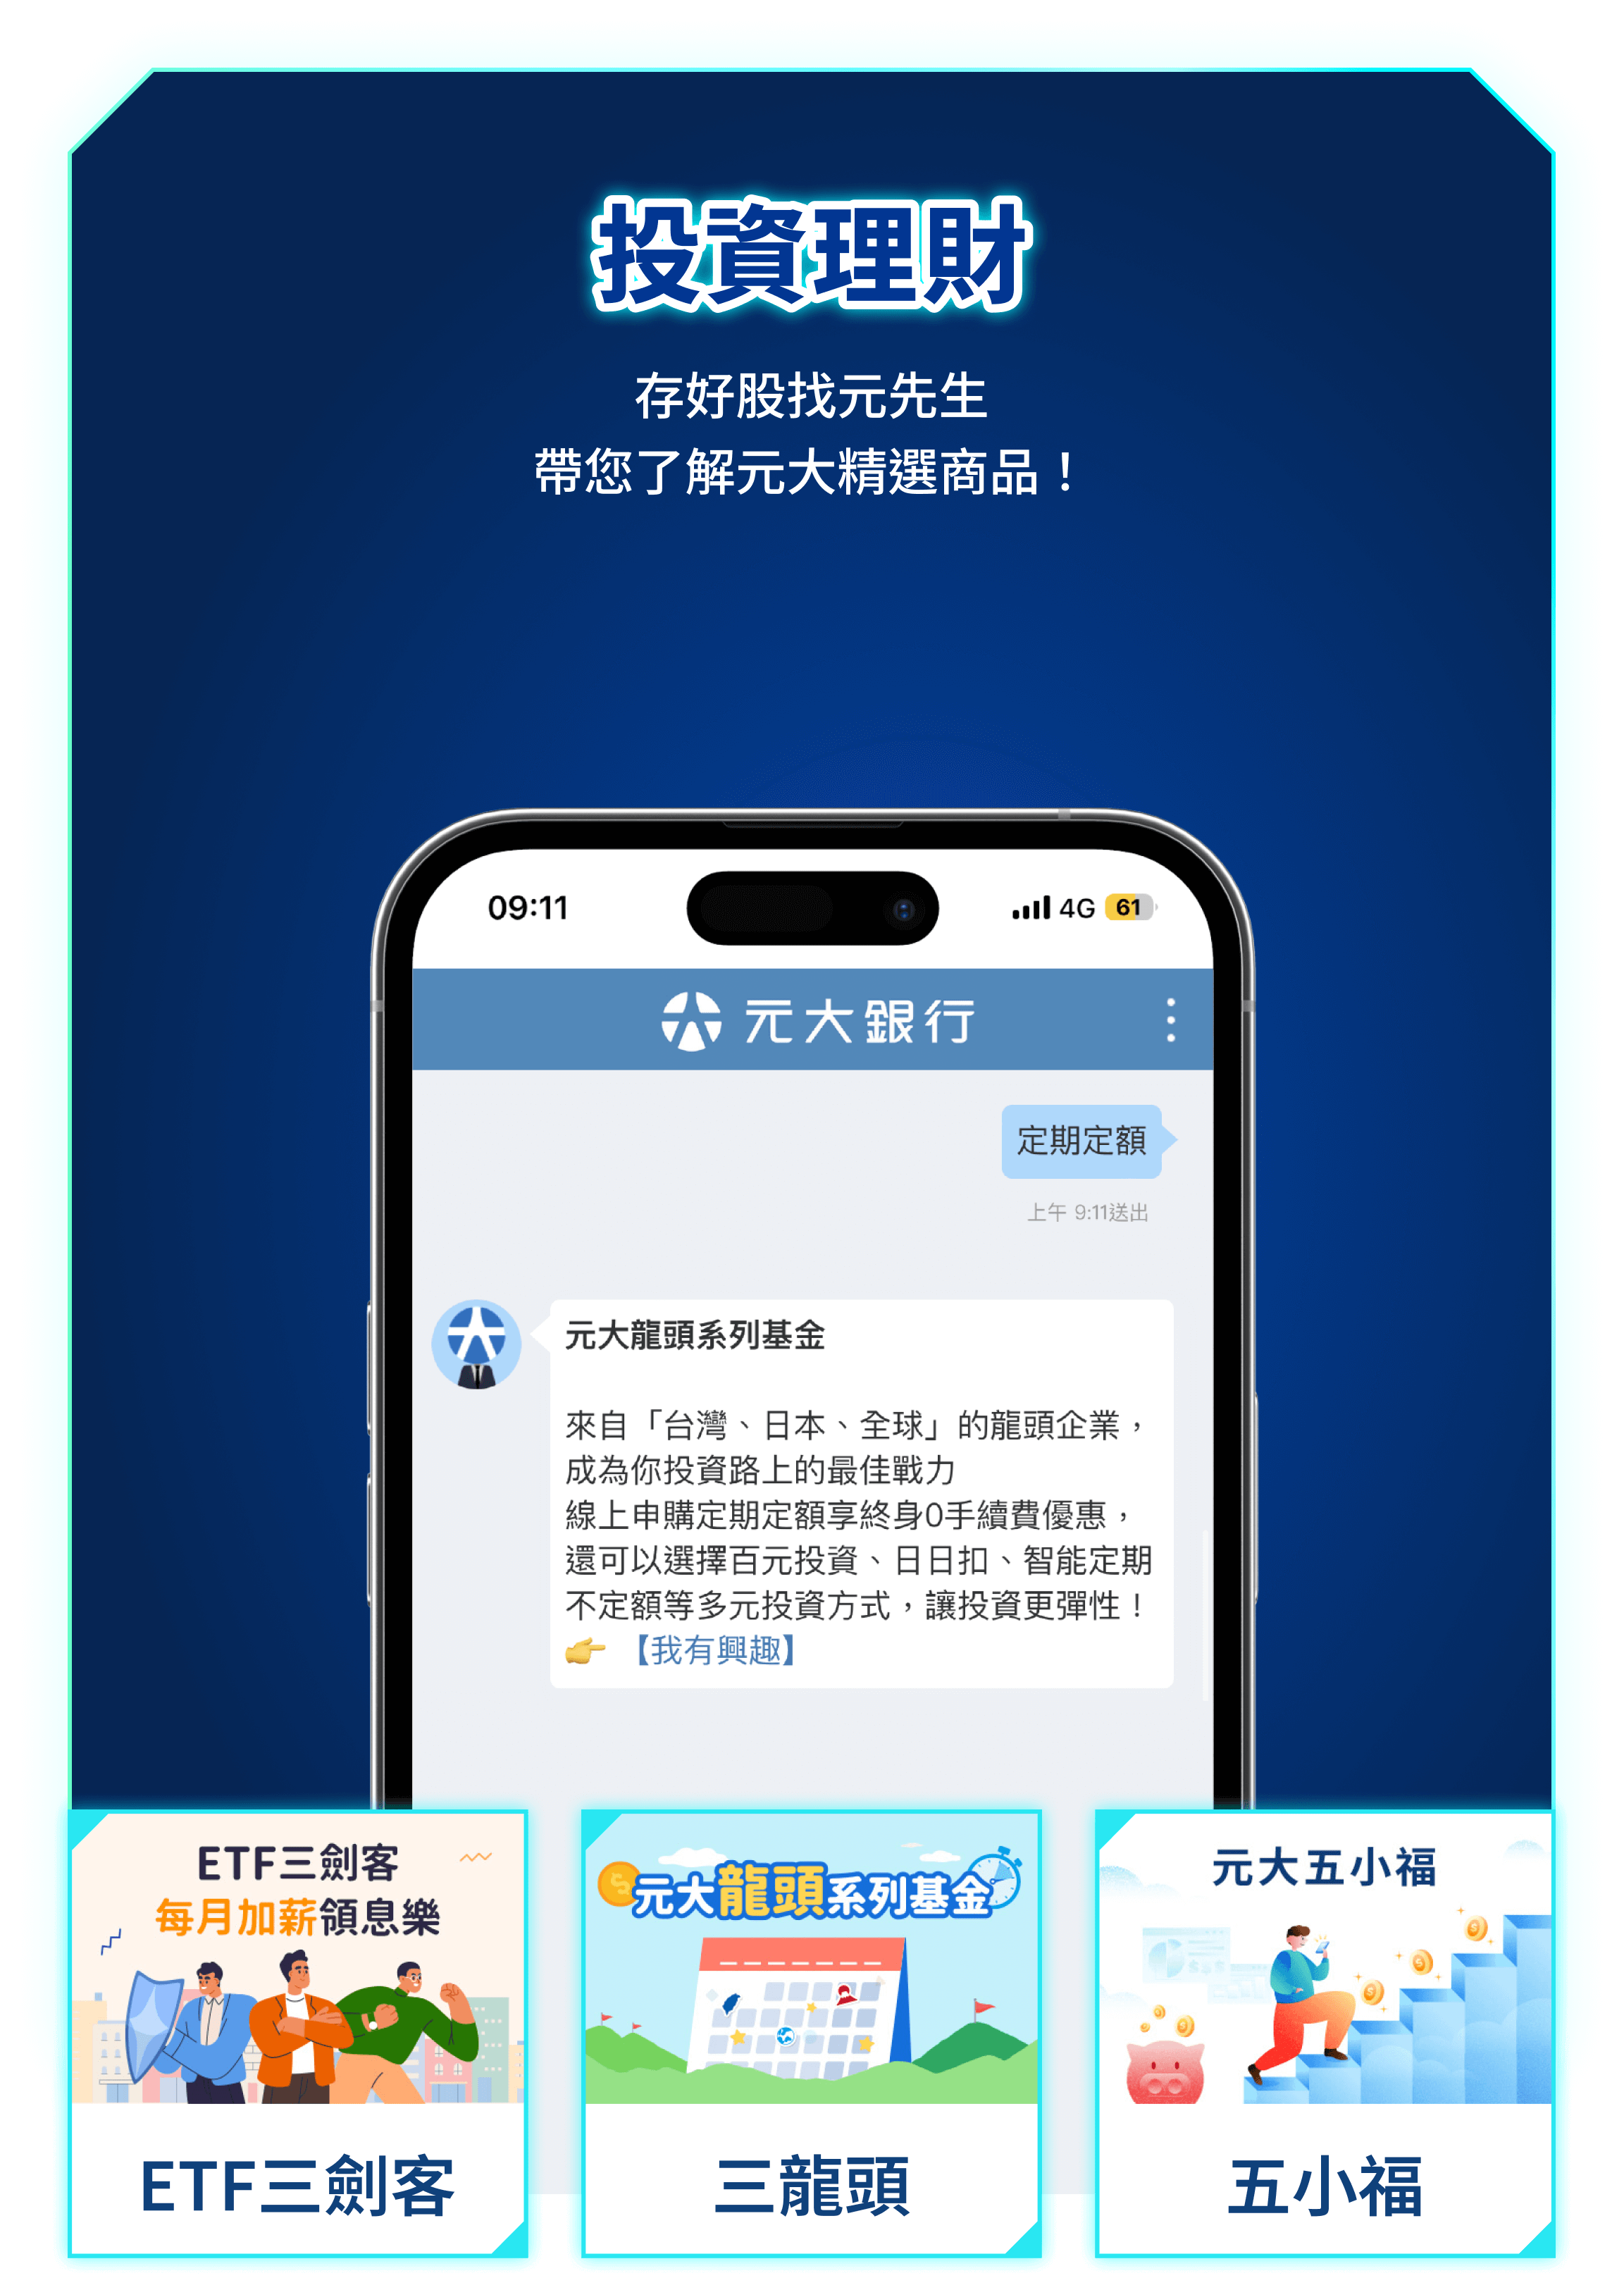 投資理財
存好股找元先生
帶您了解元大精選商品！
09:11
4G 61
元大銀行
定期定額
上午 9:11送出
元大龍頭系列基金
來自「台灣、日本、全球」的龍頭企業，
成為你投資路上的最佳戰力
線上申購定期定額享終身0手續費優惠，
還可以選擇百元投資、日日扣、智能定期
不定額等多元投資方式，讓投資更彈性！
👉 【我有興趣】
ETF三劍客
每月加薪領息樂
ETF三劍客
元大龍頭系列基金
三龍頭
元大五小福
五小福